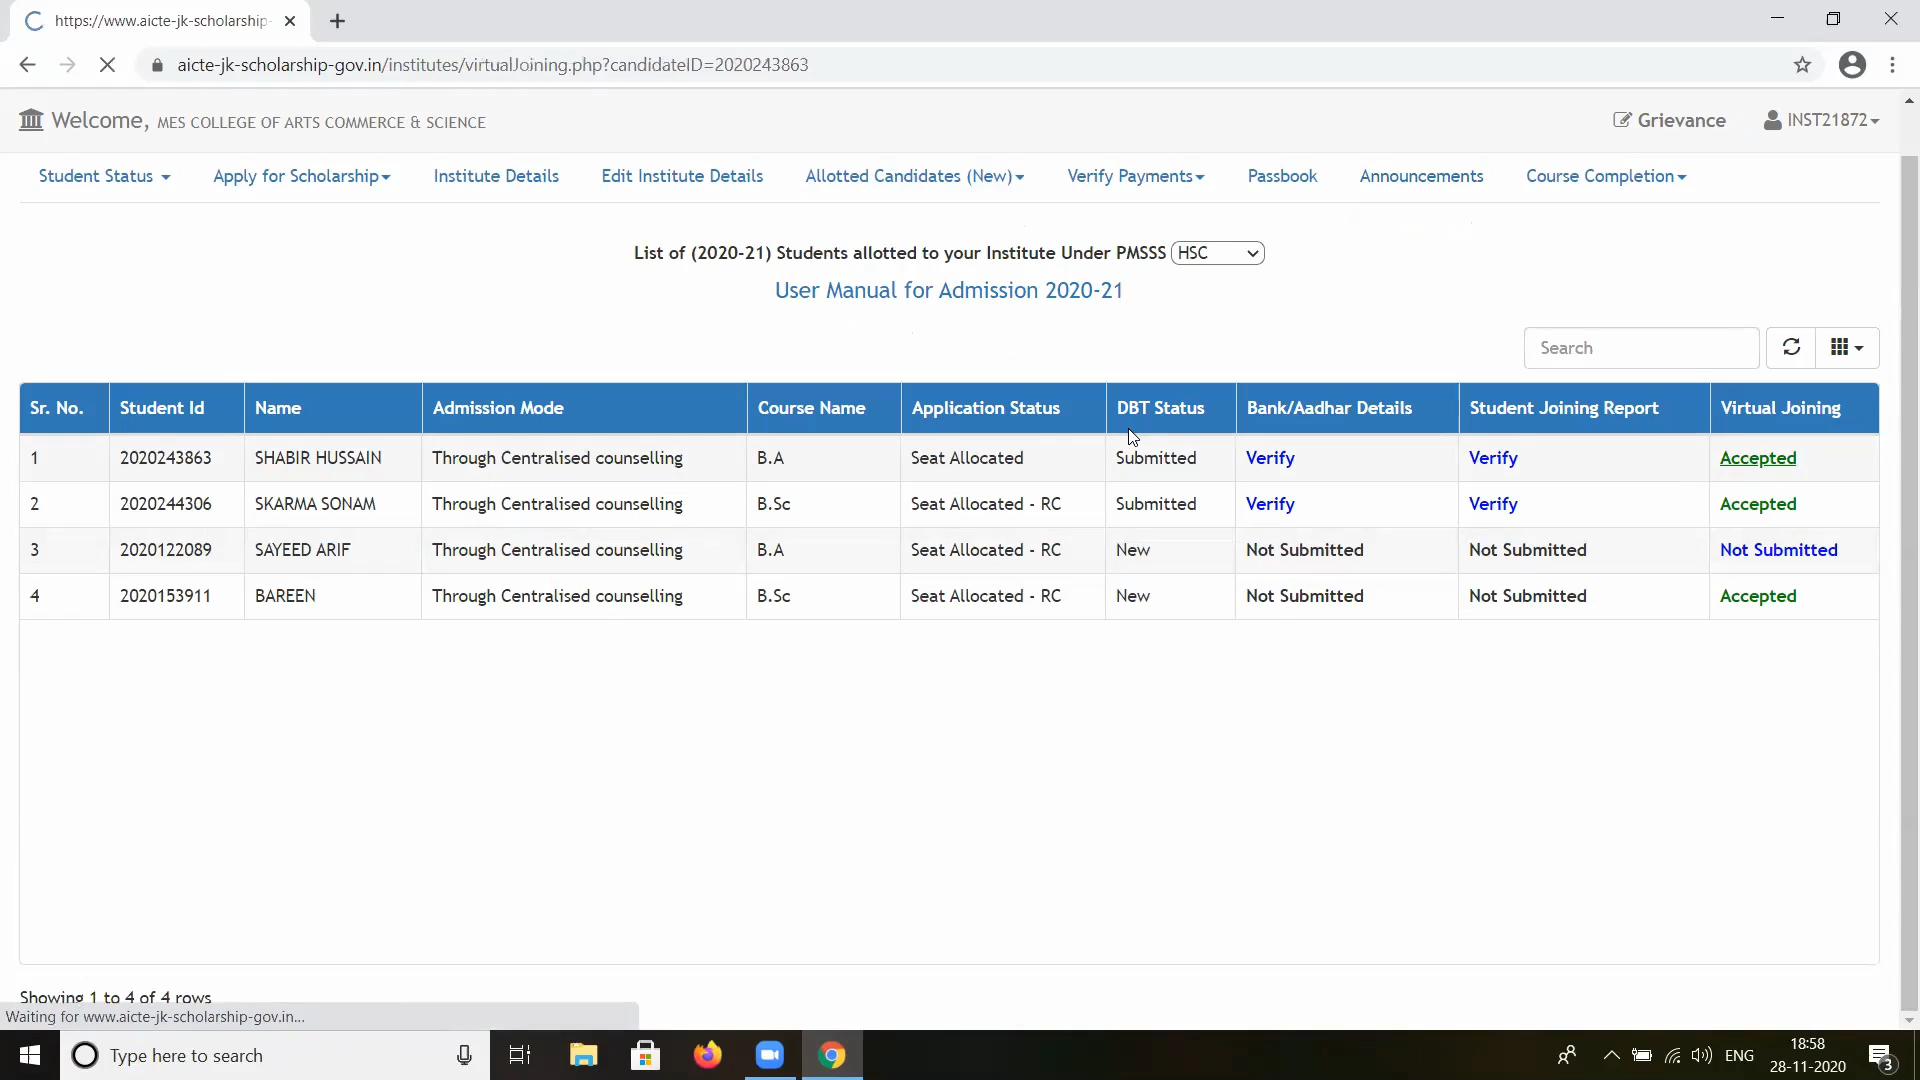 https://www.aicte-jk-scholarship-
aicte-jk-scholarship-gov.in/institutes/virtualJoining.php?candidateID=2020243863
Welcome, MES COLLEGE OF ARTS COMMERCE & SCIENCE
Grievance
INST21872
Student Status
Apply for Scholarship
Institute Details
Edit Institute Details
Allotted Candidates (New)
Verify Payments
Passbook
Announcements
Course Completion
List of (2020-21) Students allotted to your Institute Under PMSSS HSC
User Manual for Admission 2020-21
Search
Sr. No. Student Id Name Admission Mode Course Name Application Status DBT Status Bank/Aadhar Details Student Joining Report Virtual Joining
1 2020243863 SHABIR HUSSAIN Through Centralised counselling B.A Seat Allocated Submitted Verify Verify Accepted
2 2020244306 SKARMA SONAM Through Centralised counselling B.Sc Seat Allocated - RC Submitted Verify Verify Accepted
3 2020122089 SAYEED ARIF Through Centralised counselling B.A Seat Allocated - RC New Not Submitted Not Submitted Not Submitted
4 2020153911 BAREEN Through Centralised counselling B.Sc Seat Allocated - RC New Not Submitted Not Submitted Accepted
Showing 1 to 4 of 4 rows
Waiting for www.aicte-jk-scholarship-gov.in...
Type here to search
ENG
18:58
28-11-2020
3